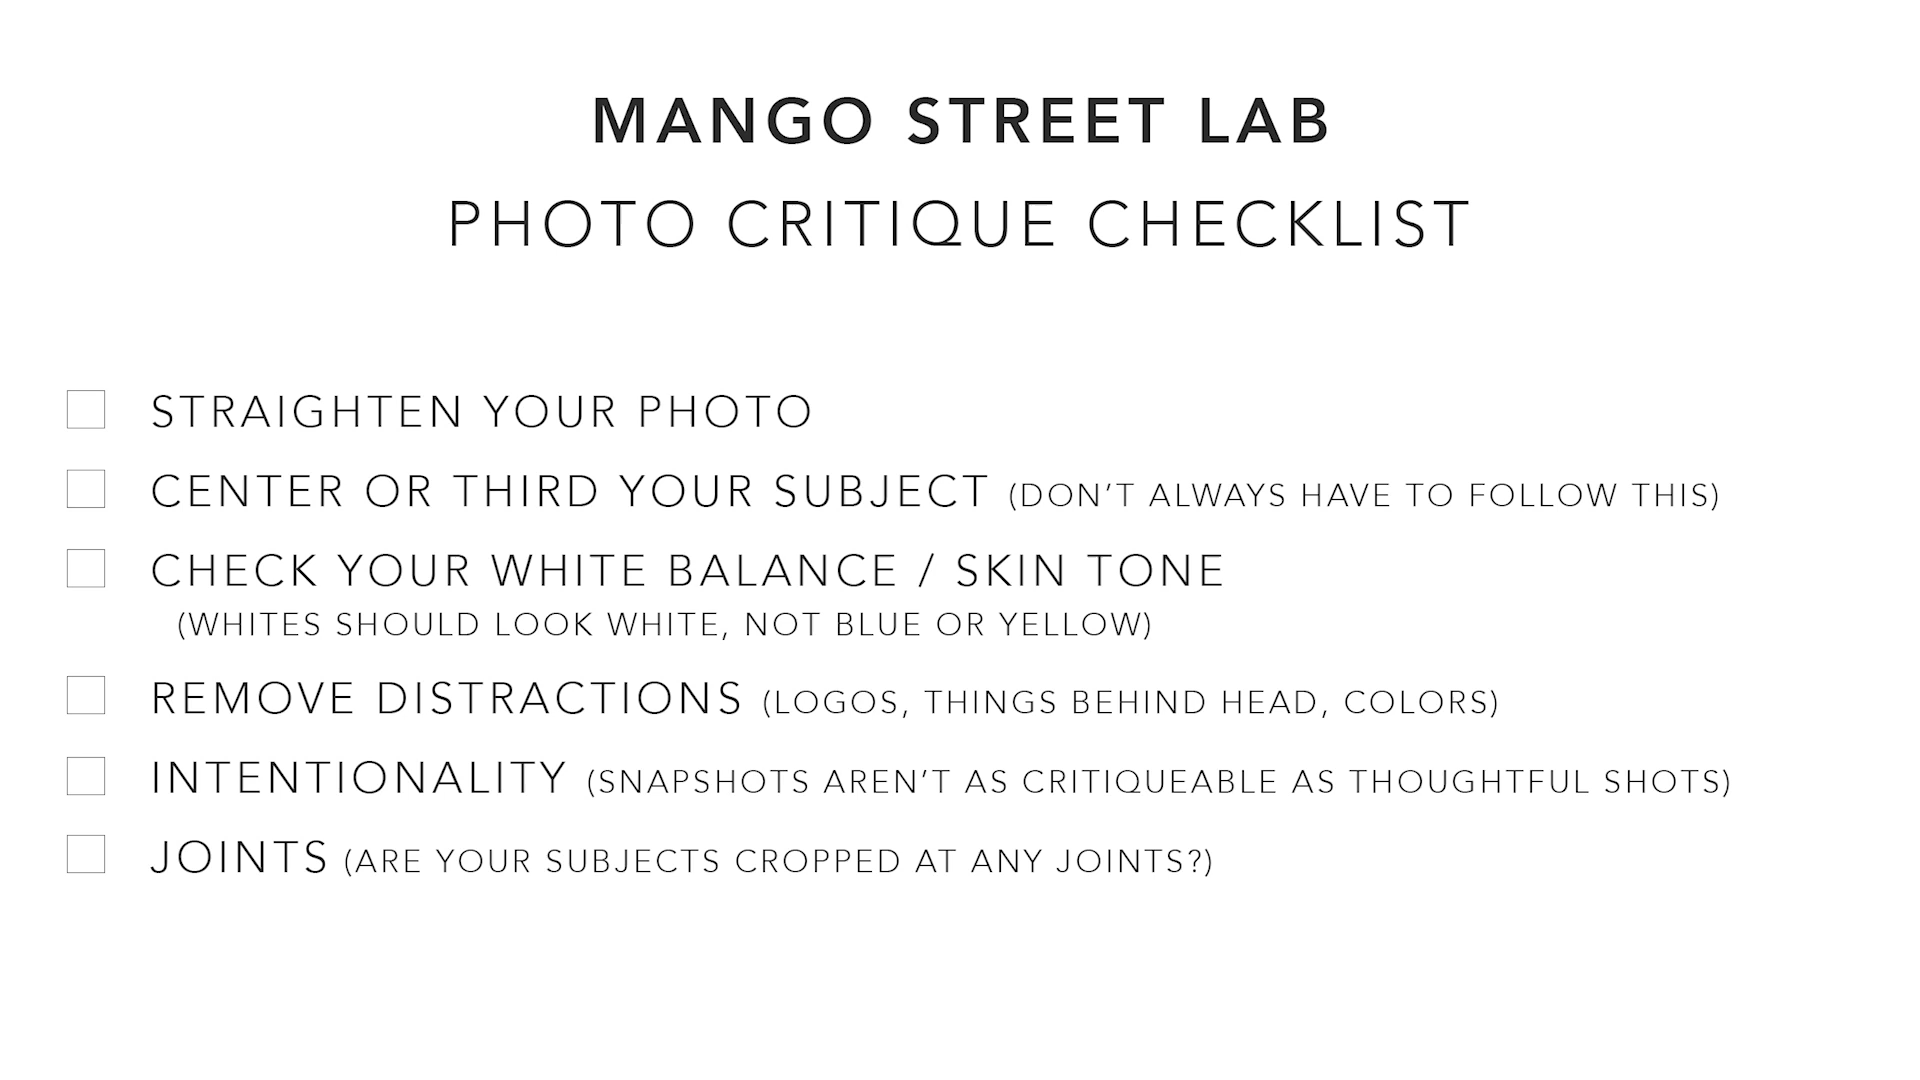 MANGO STREET LAB
PHOTO CRITIQUE CHECKLIST
STRAIGHTEN YOUR PHOTO
CENTER OR THIRD YOUR SUBJECT (DON'T ALWAYS HAVE TO FOLLOW THIS)
CHECK YOUR WHITE BALANCE / SKIN TONE
(WHITES SHOULD LOOK WHITE, NOT BLUE OR YELLOW)
REMOVE DISTRACTIONS (LOGOS, THINGS BEHIND HEAD, COLORS)
INTENTIONALITY (SNAPSHOTS AREN'T AS CRITIQUEABLE AS THOUGHTFUL SHOTS)
JOINTS (ARE YOUR SUBJECTS CROPPED AT ANY JOINTS?)